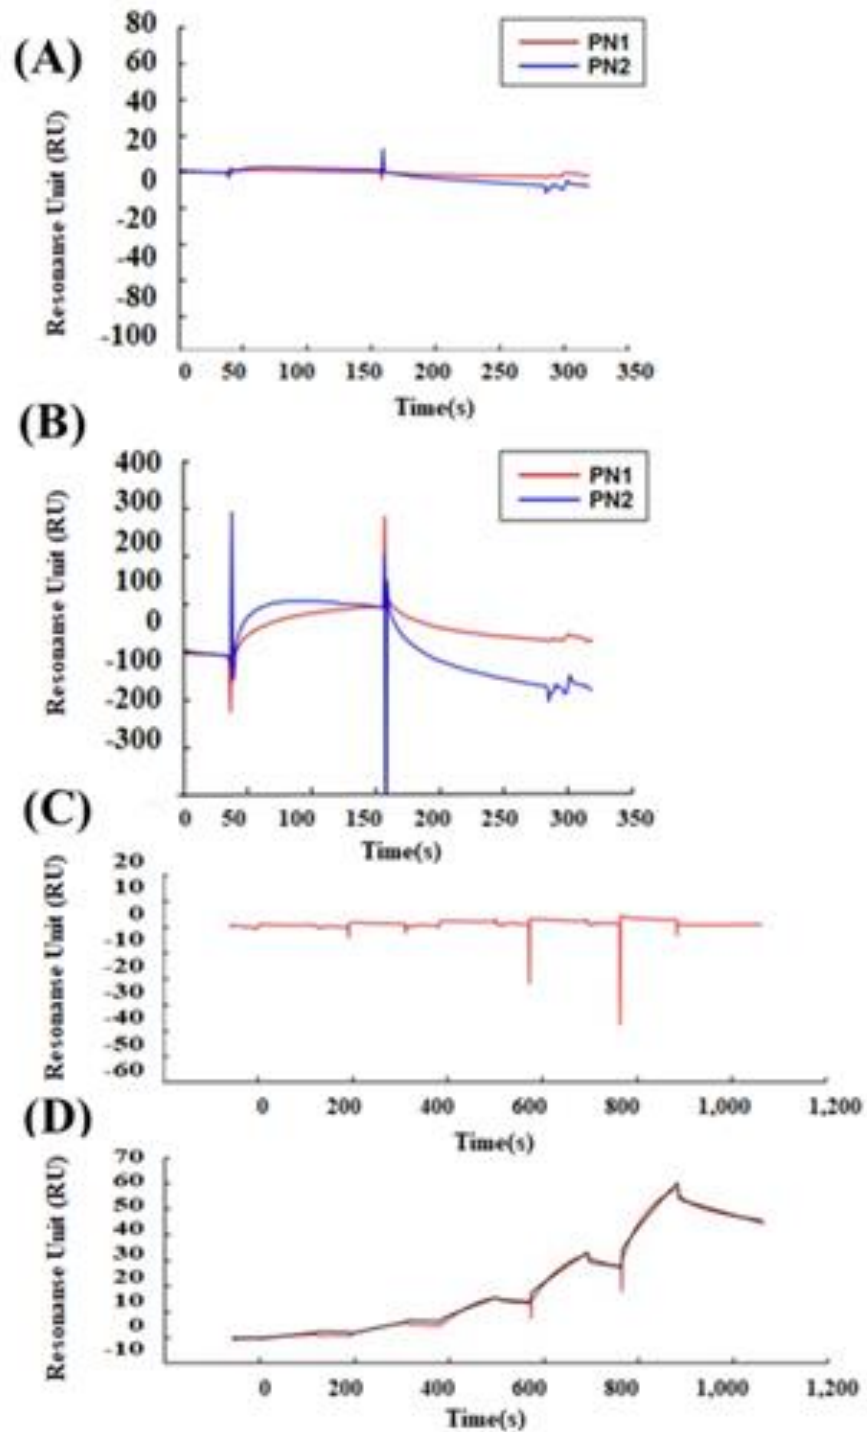 (A)
Resonanse Unit (RU)
80
60
40
20
0
-20
-40
-60
-80
-100
PN1
PN2
0 50 100 150 200 250 300 350
Time(s)
(B)
Resonanse Unit (RU)
400
300
200
100
0
-100
-200
-300
PN1
PN2
0 50 100 150 200 250 300 350
Time(s)
(C)
Resonanse Unit (RU)
20
10
0
-10
-20
-30
-40
-50
-60
0 200 400 600 800 1,000 1,200
Time(s)
(D)
Resonanse Unit (RU)
70
60
50
40
30
20
10
0
-10
0 200 400 600 800 1,000 1,200
Time(s)